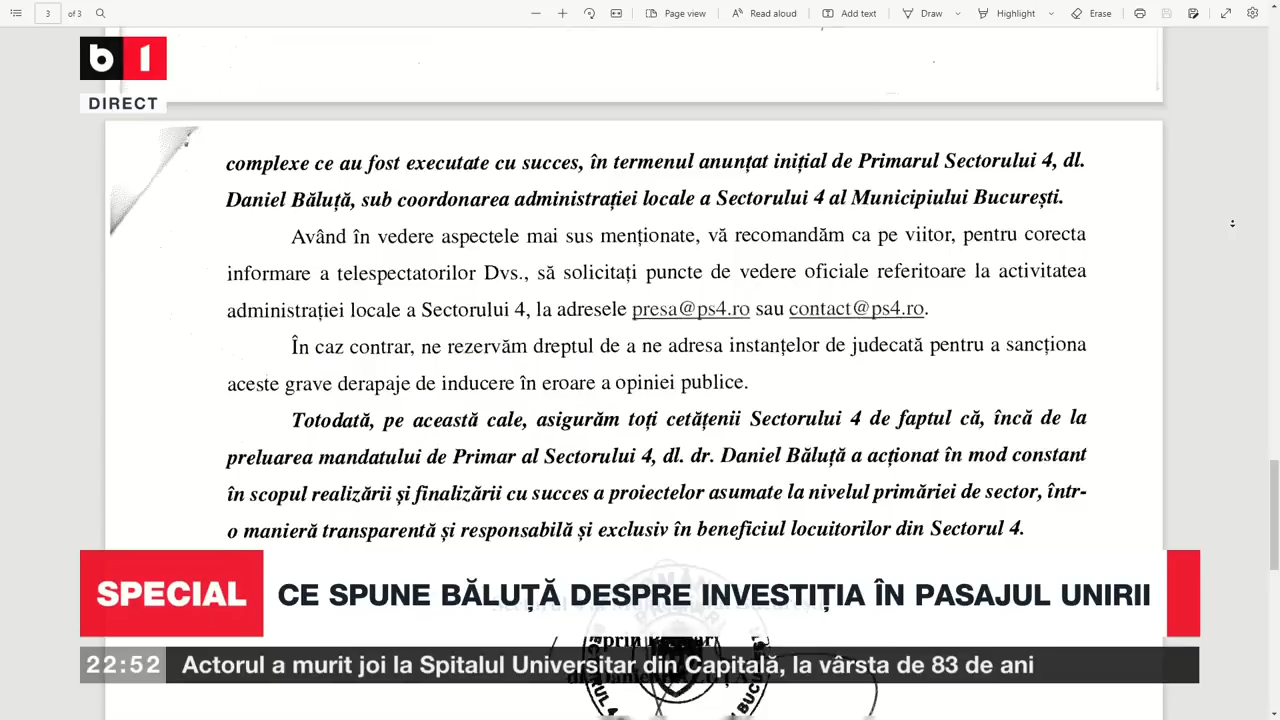 3 of 3 Page view Read aloud Add text Draw Highlight Erase
b1
DIRECT
complexe ce au fost executate cu succes, în termenul anunțat inițial de Primarul Sectorului 4, dl.
Daniel Băluță, sub coordonarea administrației locale a Sectorului 4 al Municipiului București.
Având în vedere aspectele mai sus menționate, vă recomandăm ca pe viitor, pentru corecta
informare a telespectatorilor Dvs., să solicitați puncte de vedere oficiale referitoare la activitatea
administrației locale a Sectorului 4, la adresele presa@ps4.ro sau contact@ps4.ro.
În caz contrar, ne rezervăm dreptul de a ne adresa instanțelor de judecată pentru a sancționa
aceste grave derapaje de inducere în eroare a opiniei publice.
Totodată, pe această cale, asigurăm toți cetățenii Sectorului 4 de faptul că, încă de la
preluarea mandatului de Primar al Sectorului 4, dl. dr. Daniel Băluță a acționat în mod constant
în scopul realizării și finalizării cu succes a proiectelor asumate la nivelul primăriei de sector, într-
o manieră transparentă și responsabilă și exclusiv în beneficiul locuitorilor din Sectorul 4.
SPECIAL CE SPUNE BĂLUȚĂ DESPRE INVESTIȚIA ÎN PASAJUL UNIRII
22:52 Actorul a murit joi la Spitalul Universitar din Capitală, la vârsta de 83 de ani